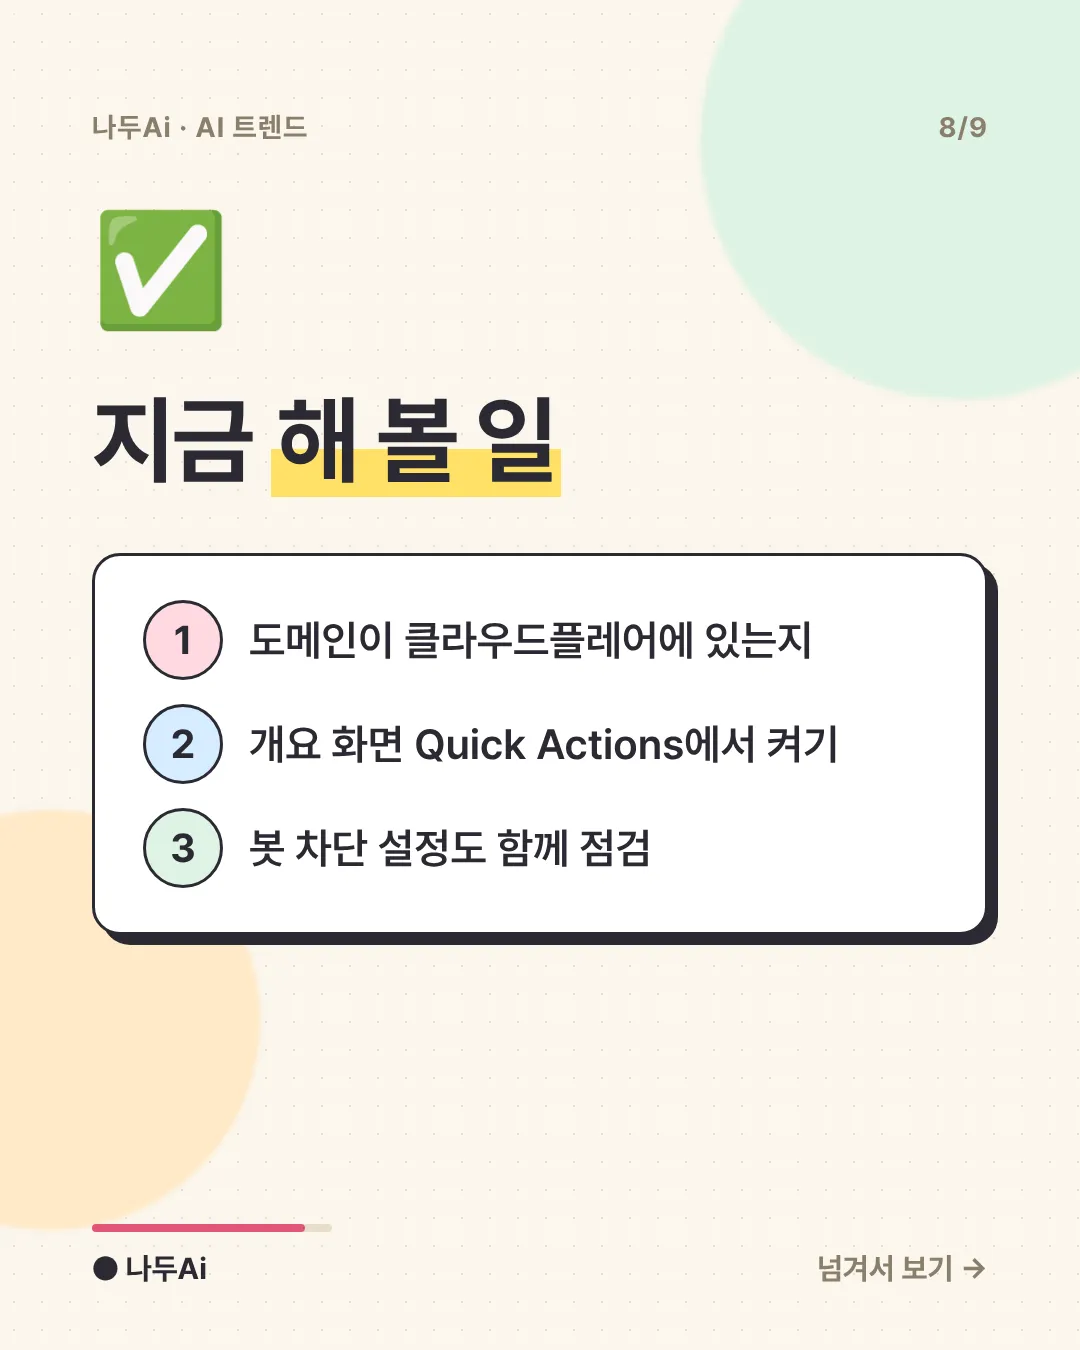 나두Ai · AI 트렌드
8/9
지금 해 볼 일
1 도메인이 클라우드플레어에 있는지
2 개요 화면 Quick Actions에서 켜기
3 봇 차단 설정도 함께 점검
나두Ai
넘겨서 보기 →